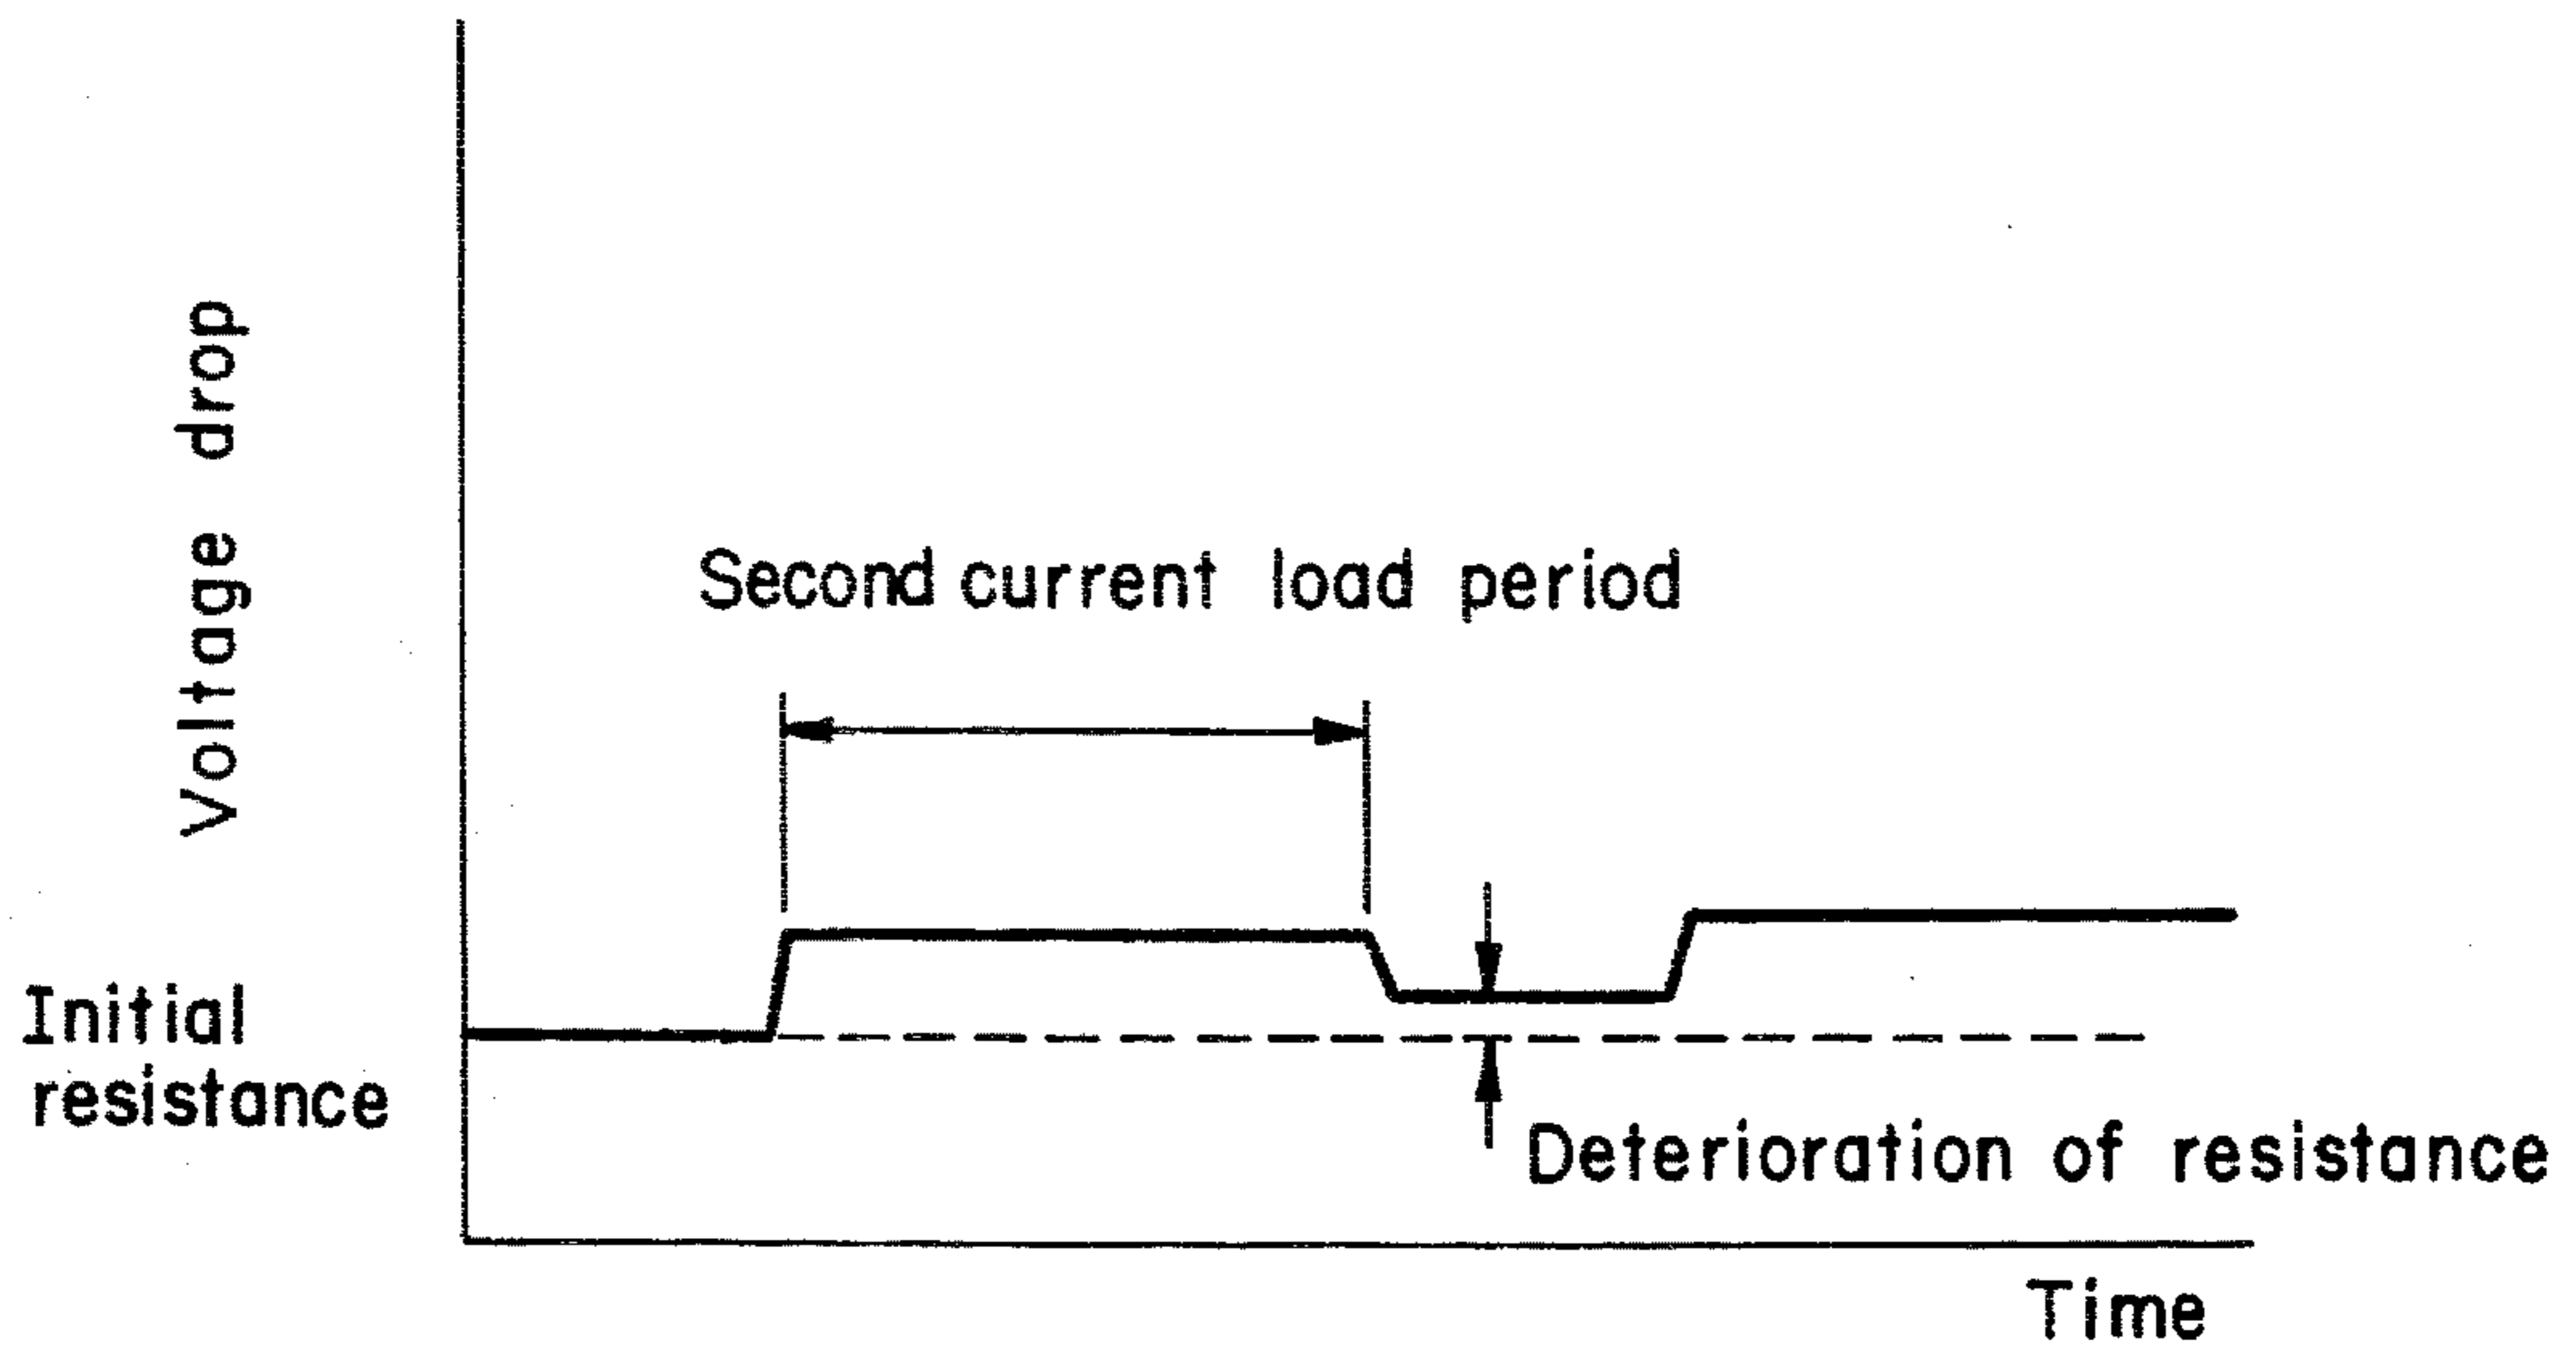 Voltage drop
Second current load period
Initial
resistance
Deterioration of resistance
Time